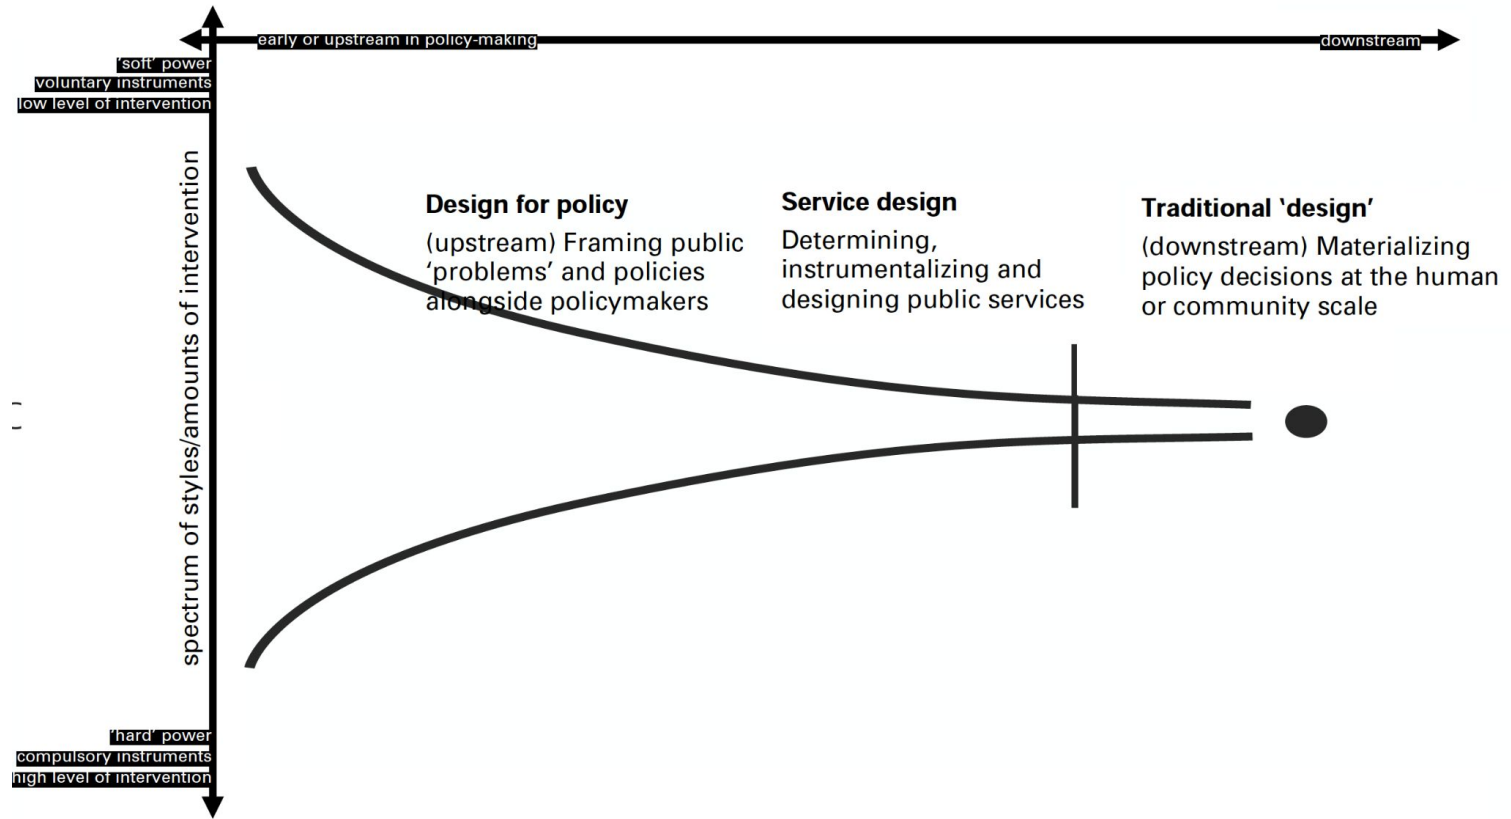 early or upstream in policy-making
downstream
'soft' power
voluntary instruments
low level of intervention
spectrum of styles/amounts of intervention
Design for policy
(upstream) Framing public
'problems' and policies
alongside policymakers
Service design
Determining,
instrumentalizing and
designing public services
Traditional 'design'
(downstream) Materializing
policy decisions at the human
or community scale
'hard' power
compulsory instruments
high level of intervention